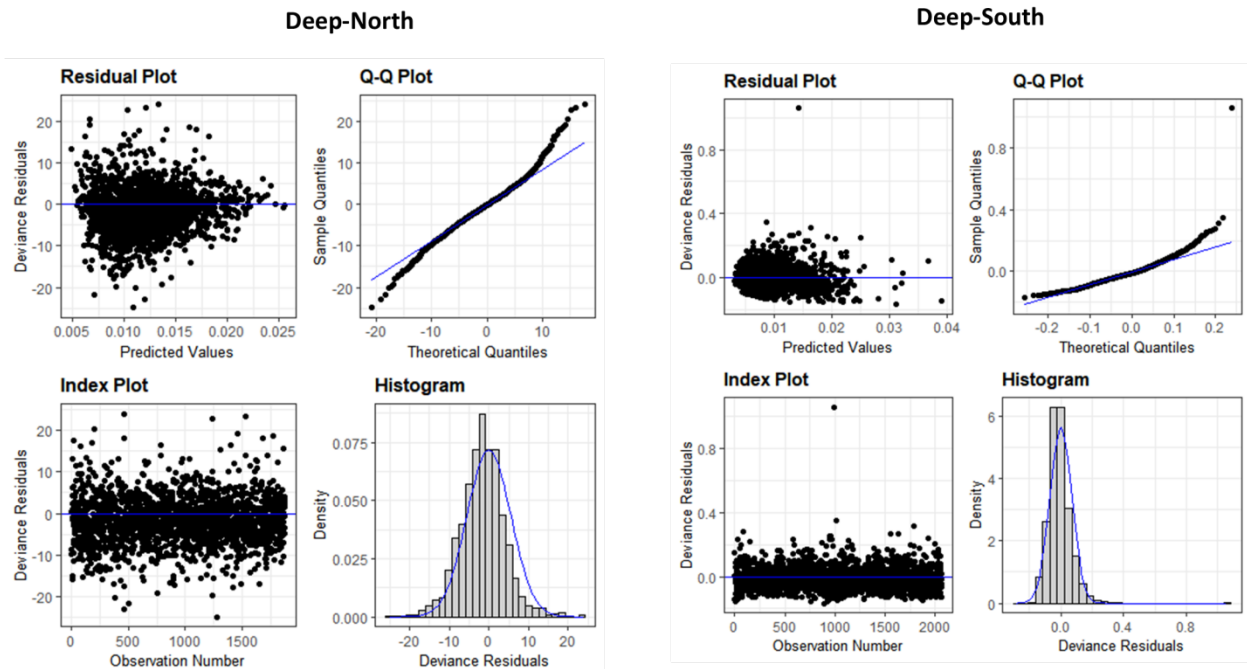 Deep-North
Residual Plot
Deviance Residuals
20
10
0
-10
-20
0.005 0.010 0.015 0.020 0.025
Predicted Values
Q-Q Plot
Sample Quantiles
20
10
0
-10
-20
-20 -10 0 10
Theoretical Quantiles
Index Plot
Deviance Residuals
20
10
0
-10
-20
0 500 1000 1500
Observation Number
Histogram
Density
0.075
0.050
0.025
0.000
-20 -10 0 10 20
Deviance Residuals
Deep-South
Residual Plot
Deviance Residuals
0.8
0.4
0.0
0.01 0.02 0.03 0.04
Predicted Values
Q-Q Plot
Sample Quantiles
0.8
0.4
0.0
-0.2 -0.1 0.0 0.1 0.2
Theoretical Quantiles
Index Plot
Deviance Residuals
0.8
0.4
0.0
0 500 1000 1500 2000
Observation Number
Histogram
Density
6
4
2
0
0.0 0.4 0.8
Deviance Residuals